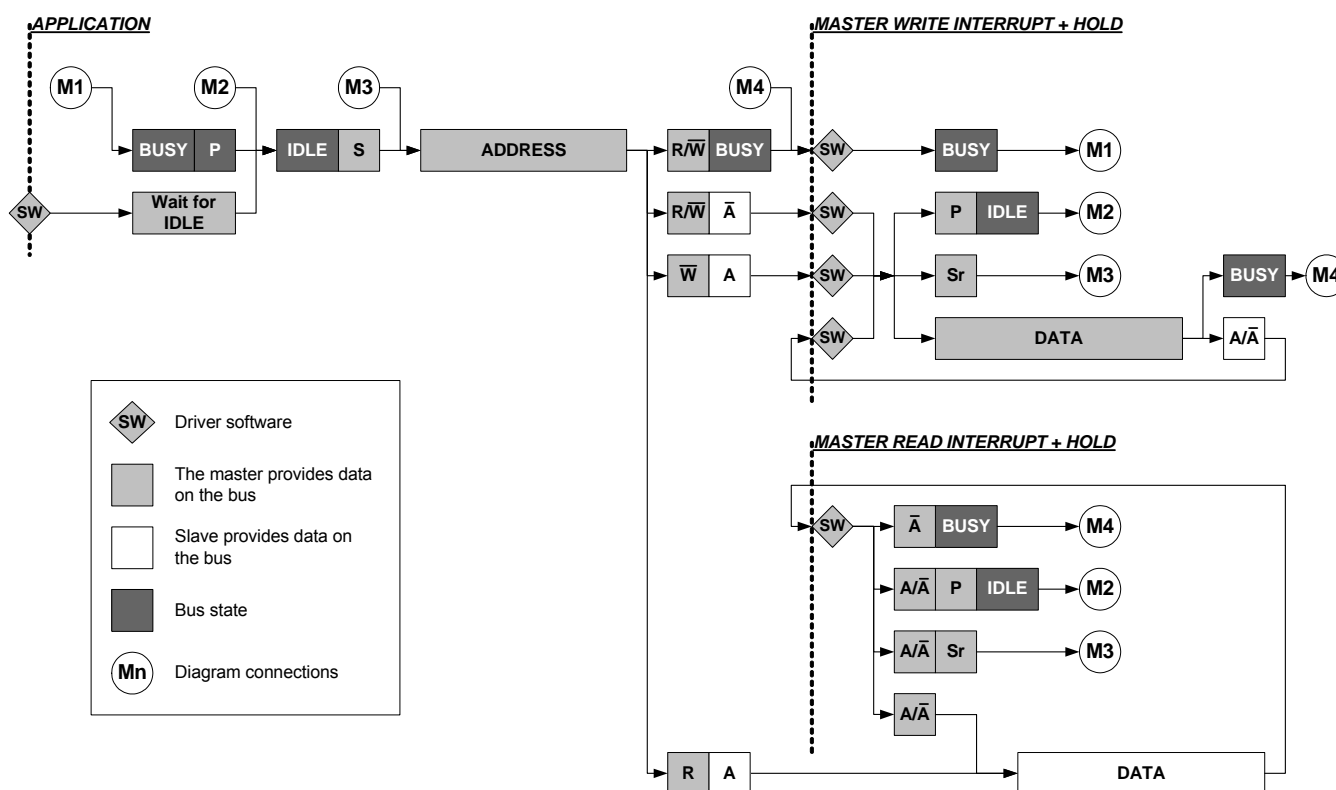 APPLICATION
MASTER WRITE INTERRUPT + HOLD
M1
M2
M3
M4
BUSY P
IDLE S
ADDRESS
R/W̅ BUSY
SW
BUSY
M1
SW
Wait for
IDLE
R/W̅ A̅
SW
P IDLE
M2
W̅ A
SW
Sr
M3
BUSY
M4
SW
DATA
A/A̅
SW Driver software
The master provides data
on the bus
Slave provides data on
the bus
Bus state
Mn Diagram connections
MASTER READ INTERRUPT + HOLD
SW
A̅ BUSY
M4
A/A̅ P IDLE
M2
A/A̅ Sr
M3
A/A̅
R A
DATA